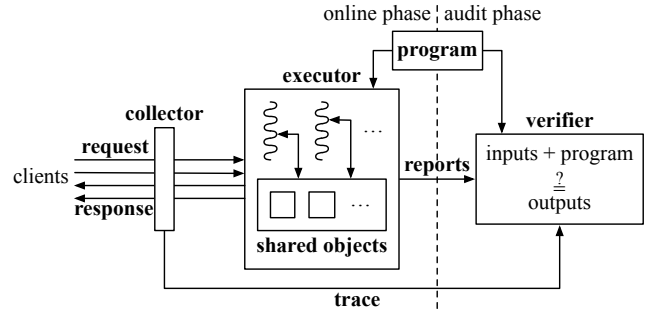 online phase audit phase
program
executor
collector
verifier
request
...
inputs + program
clients
reports
?
=
outputs
response
...
shared objects
trace